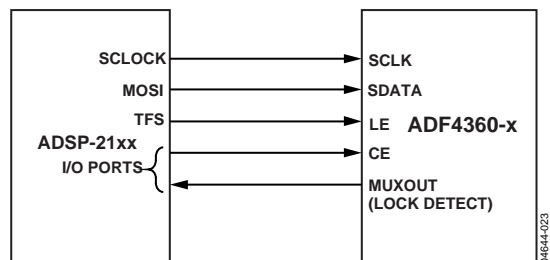 SCLOCK
MOSI
TFS
ADSP-21xx
I/O PORTS
SCLK
SDATA
LE
ADF4360-x
CE
MUXOUT
(LOCK DETECT)
04644-023